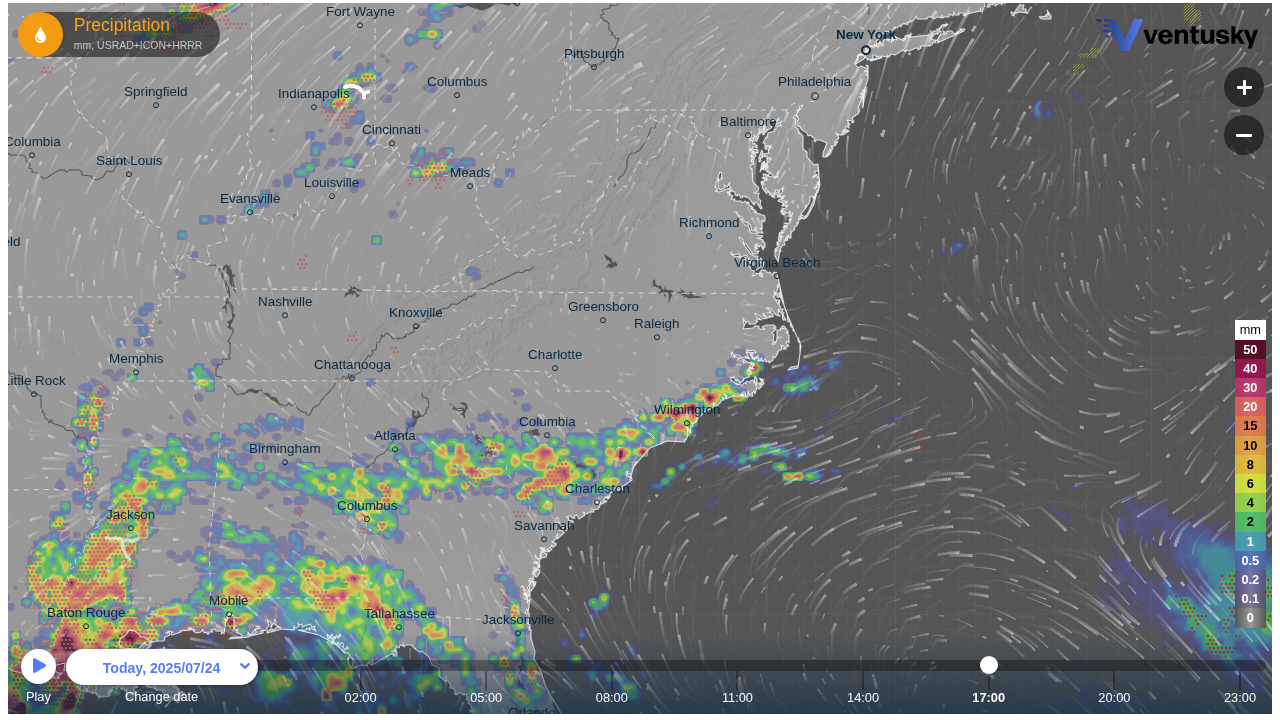 Precipitation
mm, USRAD+ICON+HRRR
ventusky
Fort Wayne
New York
Pittsburgh
Columbus
Philadelphia
Springfield
Indianapolis
Baltimore
Cincinnati
Columbia
Saint Louis
Meads
Louisville
Evansville
Richmond
eld
Virginia Beach
Nashville
Greensboro
Knoxville
Raleigh
Memphis
Charlotte
Chattanooga
Little Rock
Wilmington
Columbia
Atlanta
Birmingham
Charleston
Columbus
Jackson
Savannah
Mobile
Baton Rouge
Tallahassee
Jacksonville
Orlando
mm
50
40
30
20
15
10
8
6
4
2
1
0.5
0.2
0.1
0
Today, 2025/07/24
Play
Change date
02:00
05:00
08:00
11:00
14:00
17:00
20:00
23:00